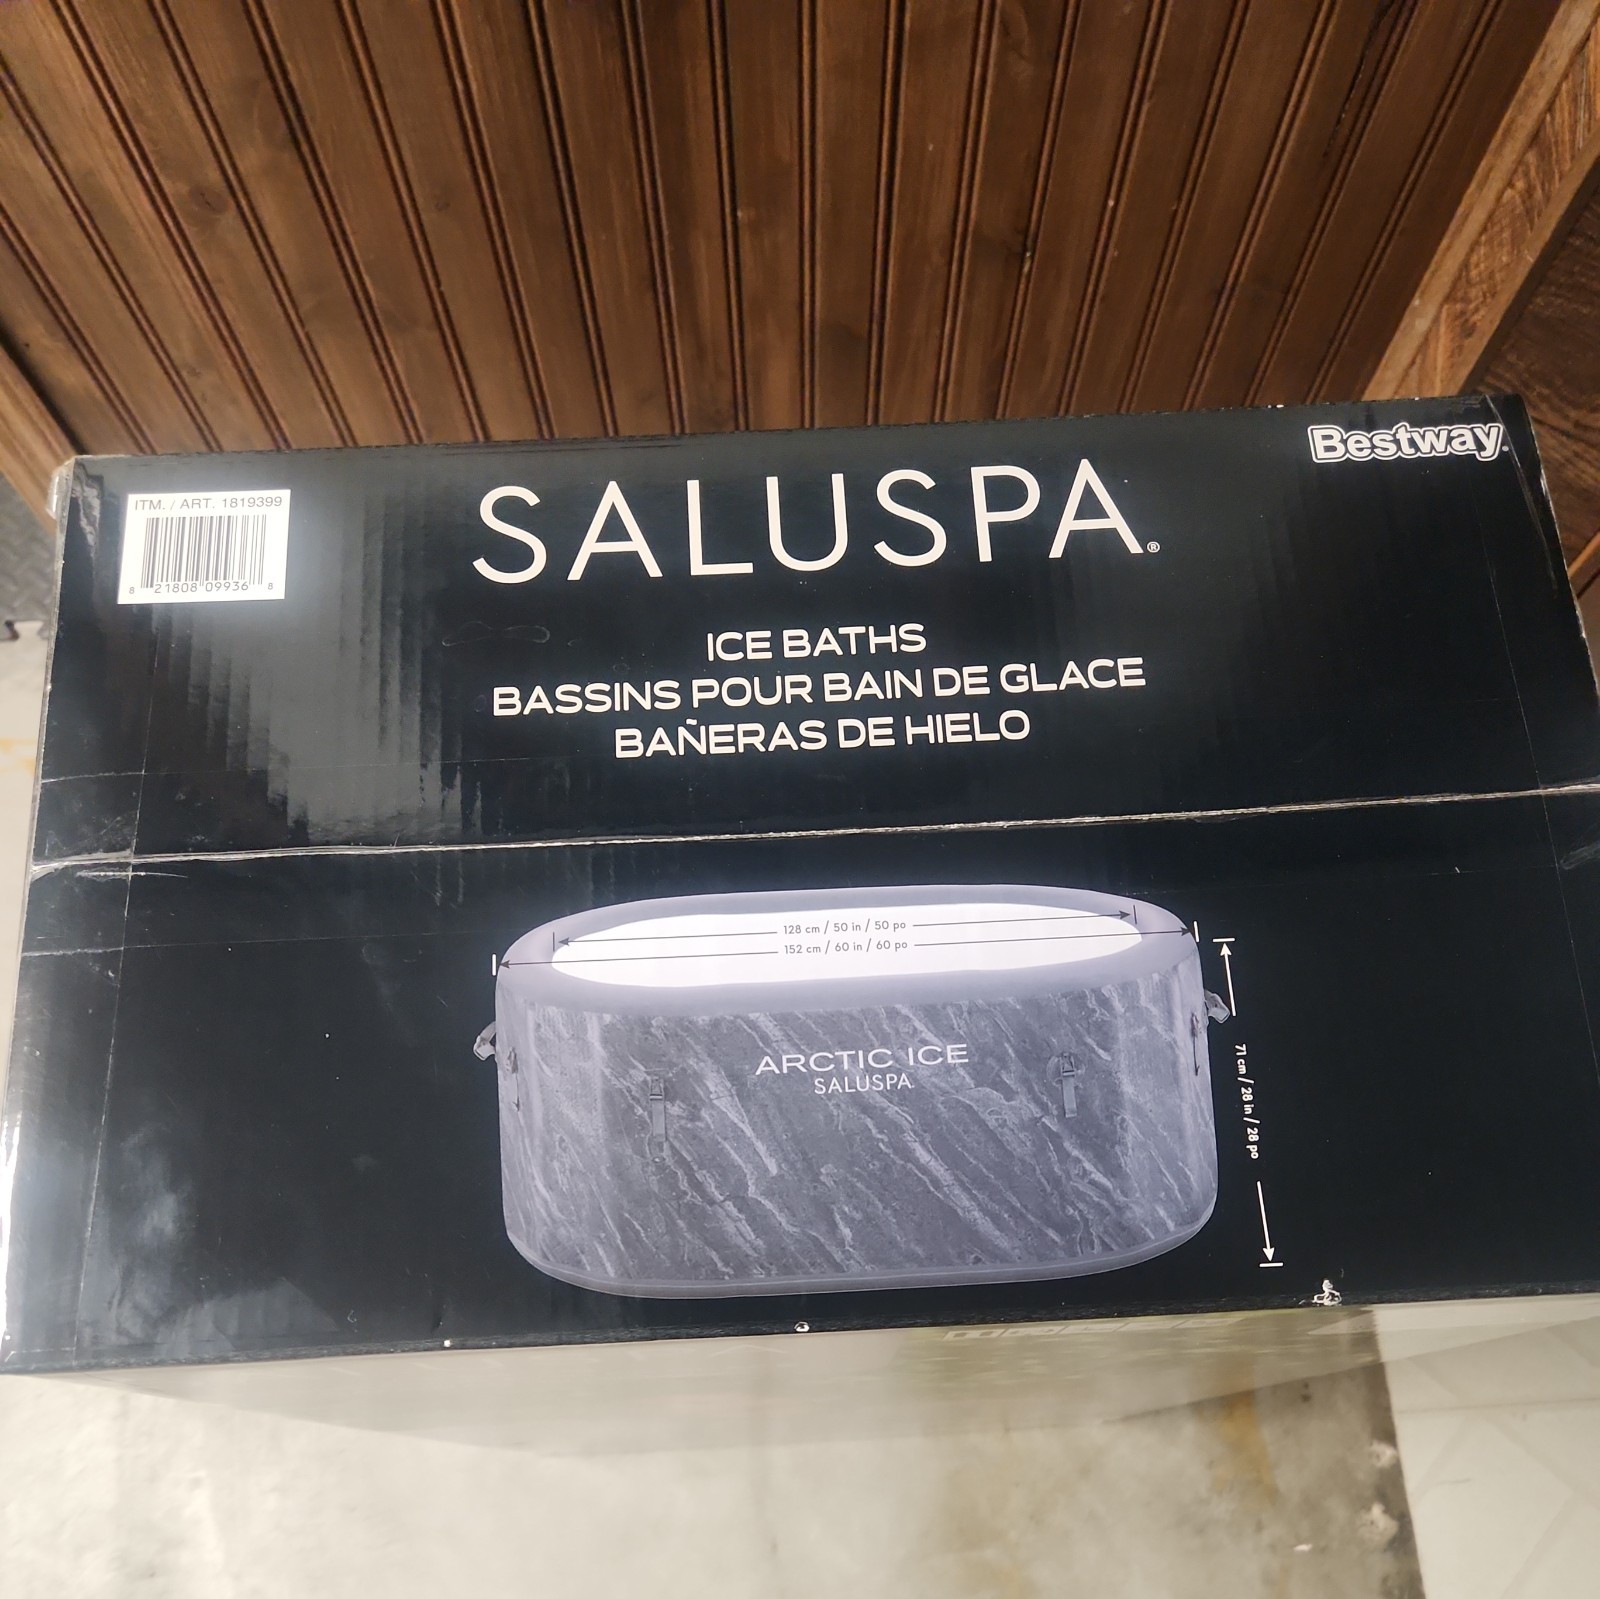 Bestway®
ITM. / ART. 1819399
8 21808 09936 8
SALUSPA®
ICE BATHS
BASSINS POUR BAIN DE GLACE
BAÑERAS DE HIELO
128 cm / 50 in / 50 po
152 cm / 60 in / 60 po
71 cm / 28 in / 28 po
ARCTIC ICE
SALUSPA